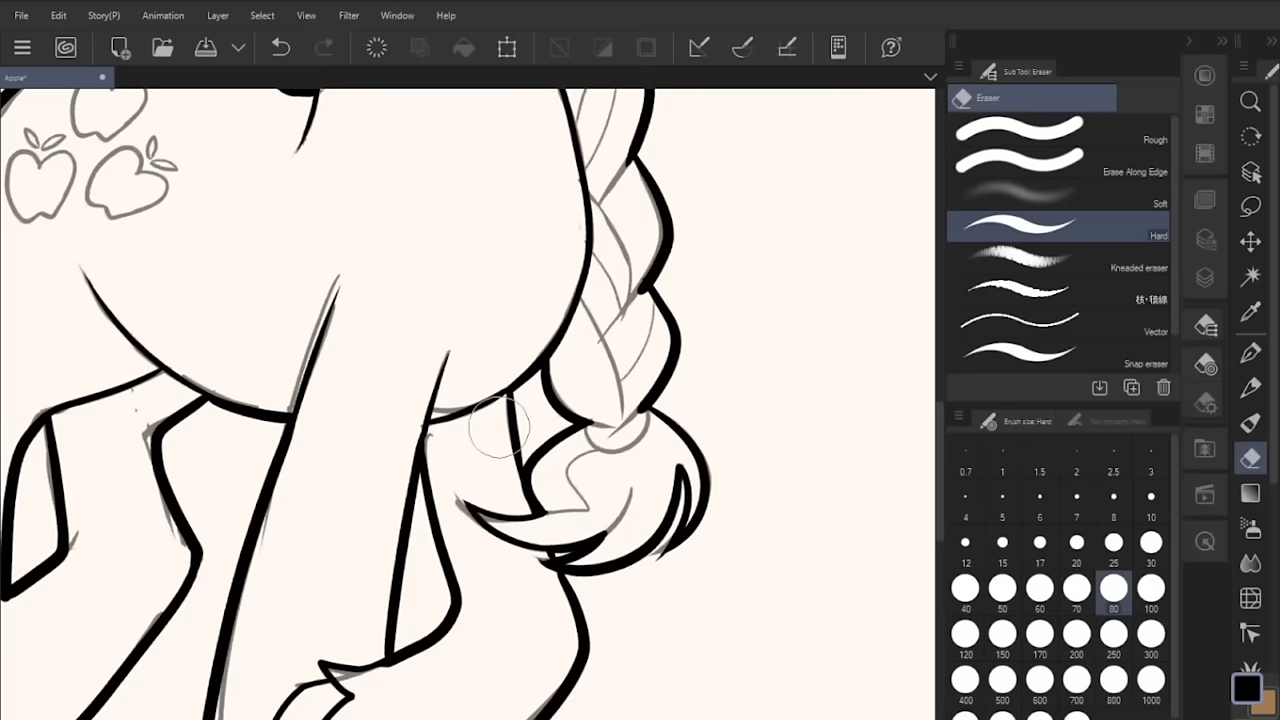 File Edit Story(P) Animation Layer Select View Filter Window Help
Apple*
Sub Tool: Eraser
Eraser
Rough
Erase Along Edge
Soft
Hard
Kneaded eraser
Vector
Snap eraser
Brush size: Hard
0.7 1 1.5 2 2.5 3
4 5 6 7 8 10
12 15 17 20 25 30
40 50 60 70 80 100
120 150 170 200 250 300
400 500 600 700 800 1000